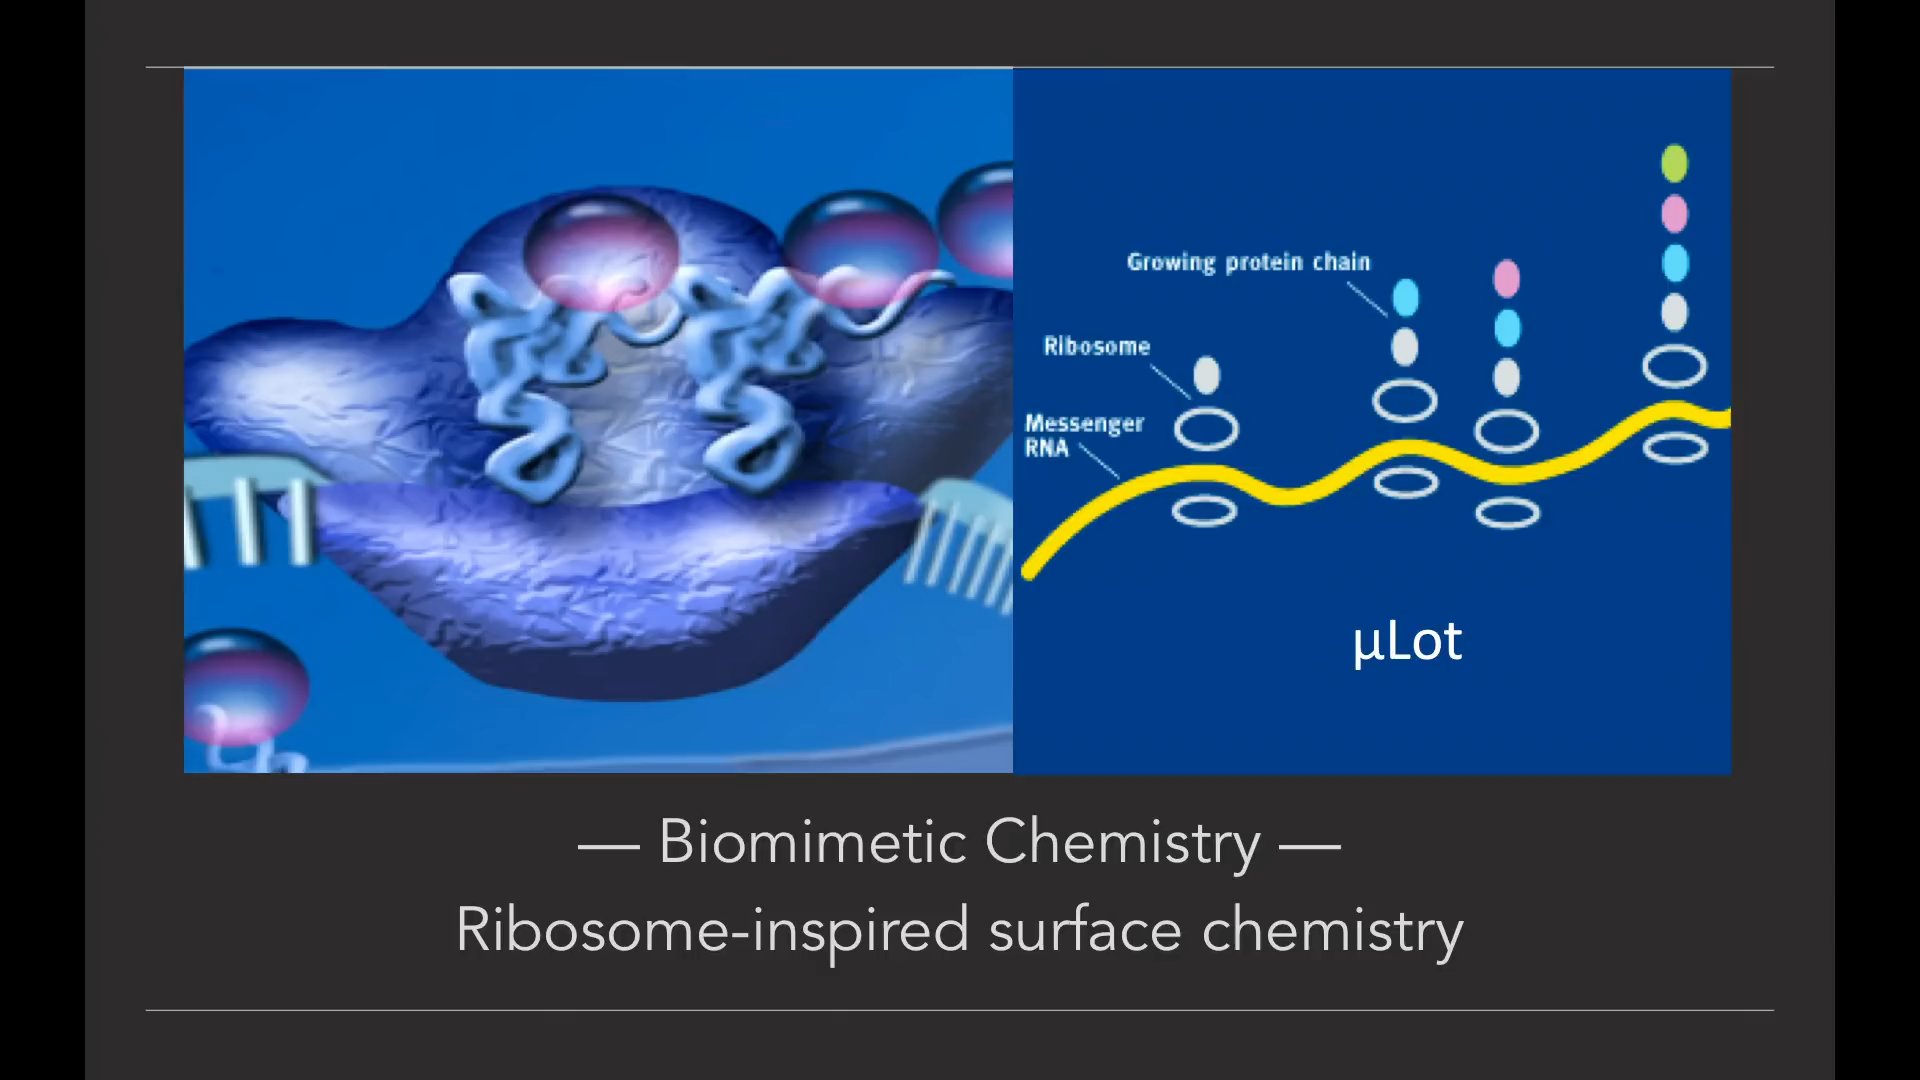 Growing protein chain
Ribosome
Messenger
RNA
µLot
— Biomimetic Chemistry —
Ribosome-inspired surface chemistry